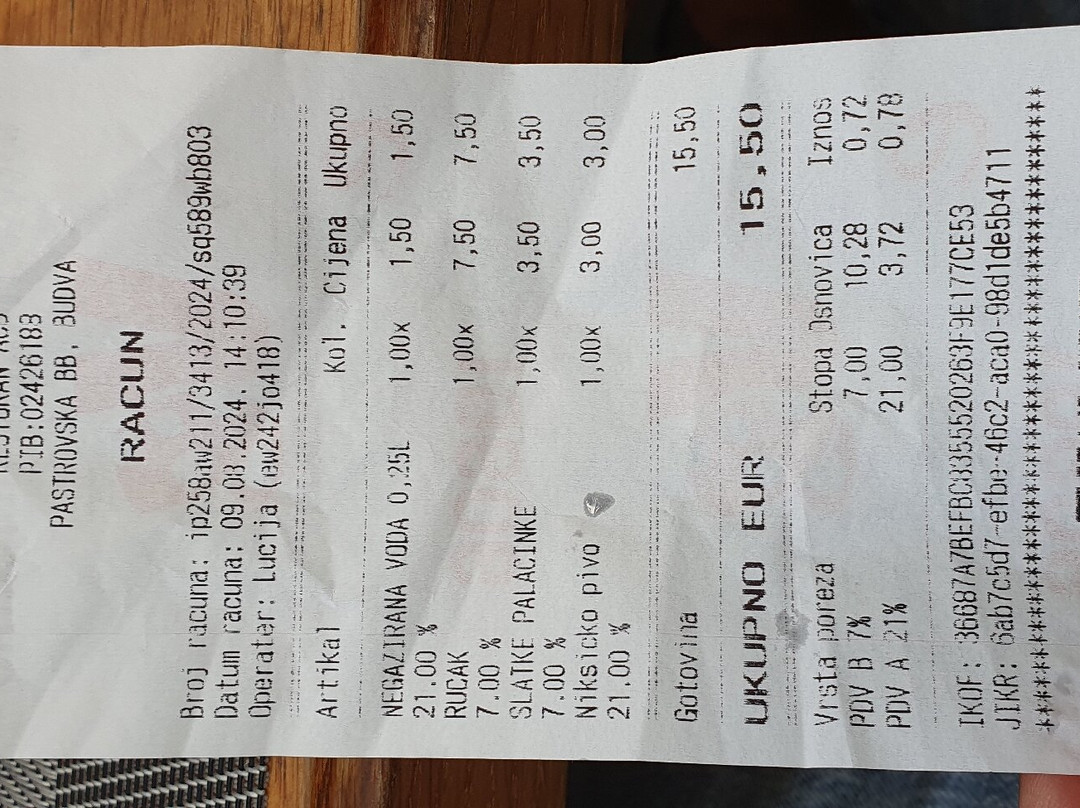 PIB:02426183
PASTROVSKA BB. BUDVA
RACUN
Broj racuna: ip258aw211/3413/2024/sq589wb803
Datum racuna: 09.08.2024. 14:10:39
Operater: Lucija (ew242jo418)
Artikal Kol. Cijena Ukupno
NEGAZIRANA VODA 0,25L 1,00x 1,50 1,50
21.00 %
RUCAK 1,00x 7,50 7,50
7.00 %
SLATKE PALACINKE 1,00x 3,50 3,50
7.00 %
Niksicko pivo 1,00x 3,00 3,00
21.00 %
Gotovina 15,50
UKUPNO EUR 15,50
Vrsta poreza Stopa Osnovica Iznos
PDV B 7% 7,00 10,28 0,72
PDV A 21% 21,00 3,72 0,78
IKOF:
JIKR: 6ab7c5d7-efbe-46c2-aca0-98d1de5b4711